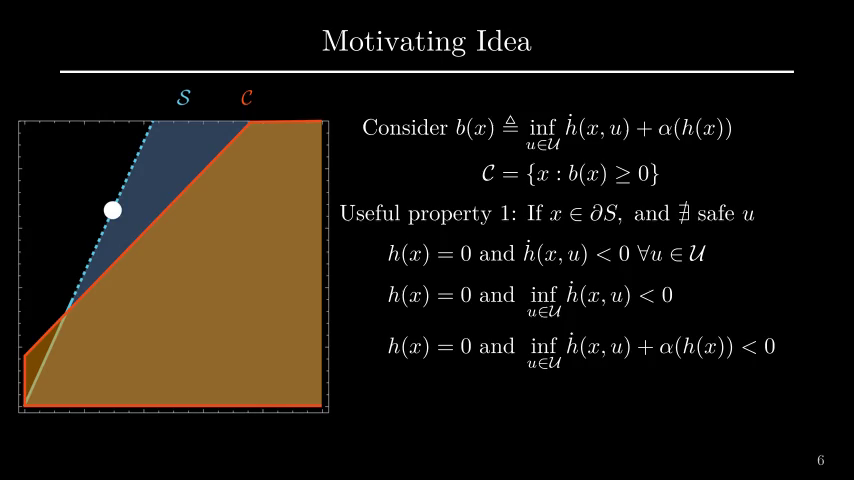 Motivating Idea
𝒮 𝒞
Consider b(x) ≜ inf_{u∈𝒰} ḣ(x, u) + α(h(x))
𝒞 = {x : b(x) ≥ 0}
Useful property 1: If x ∈ ∂S, and ∄ safe u
h(x) = 0 and ḣ(x, u) < 0 ∀u ∈ 𝒰
h(x) = 0 and inf_{u∈𝒰} ḣ(x, u) < 0
h(x) = 0 and inf_{u∈𝒰} ḣ(x, u) + α(h(x)) < 0
6